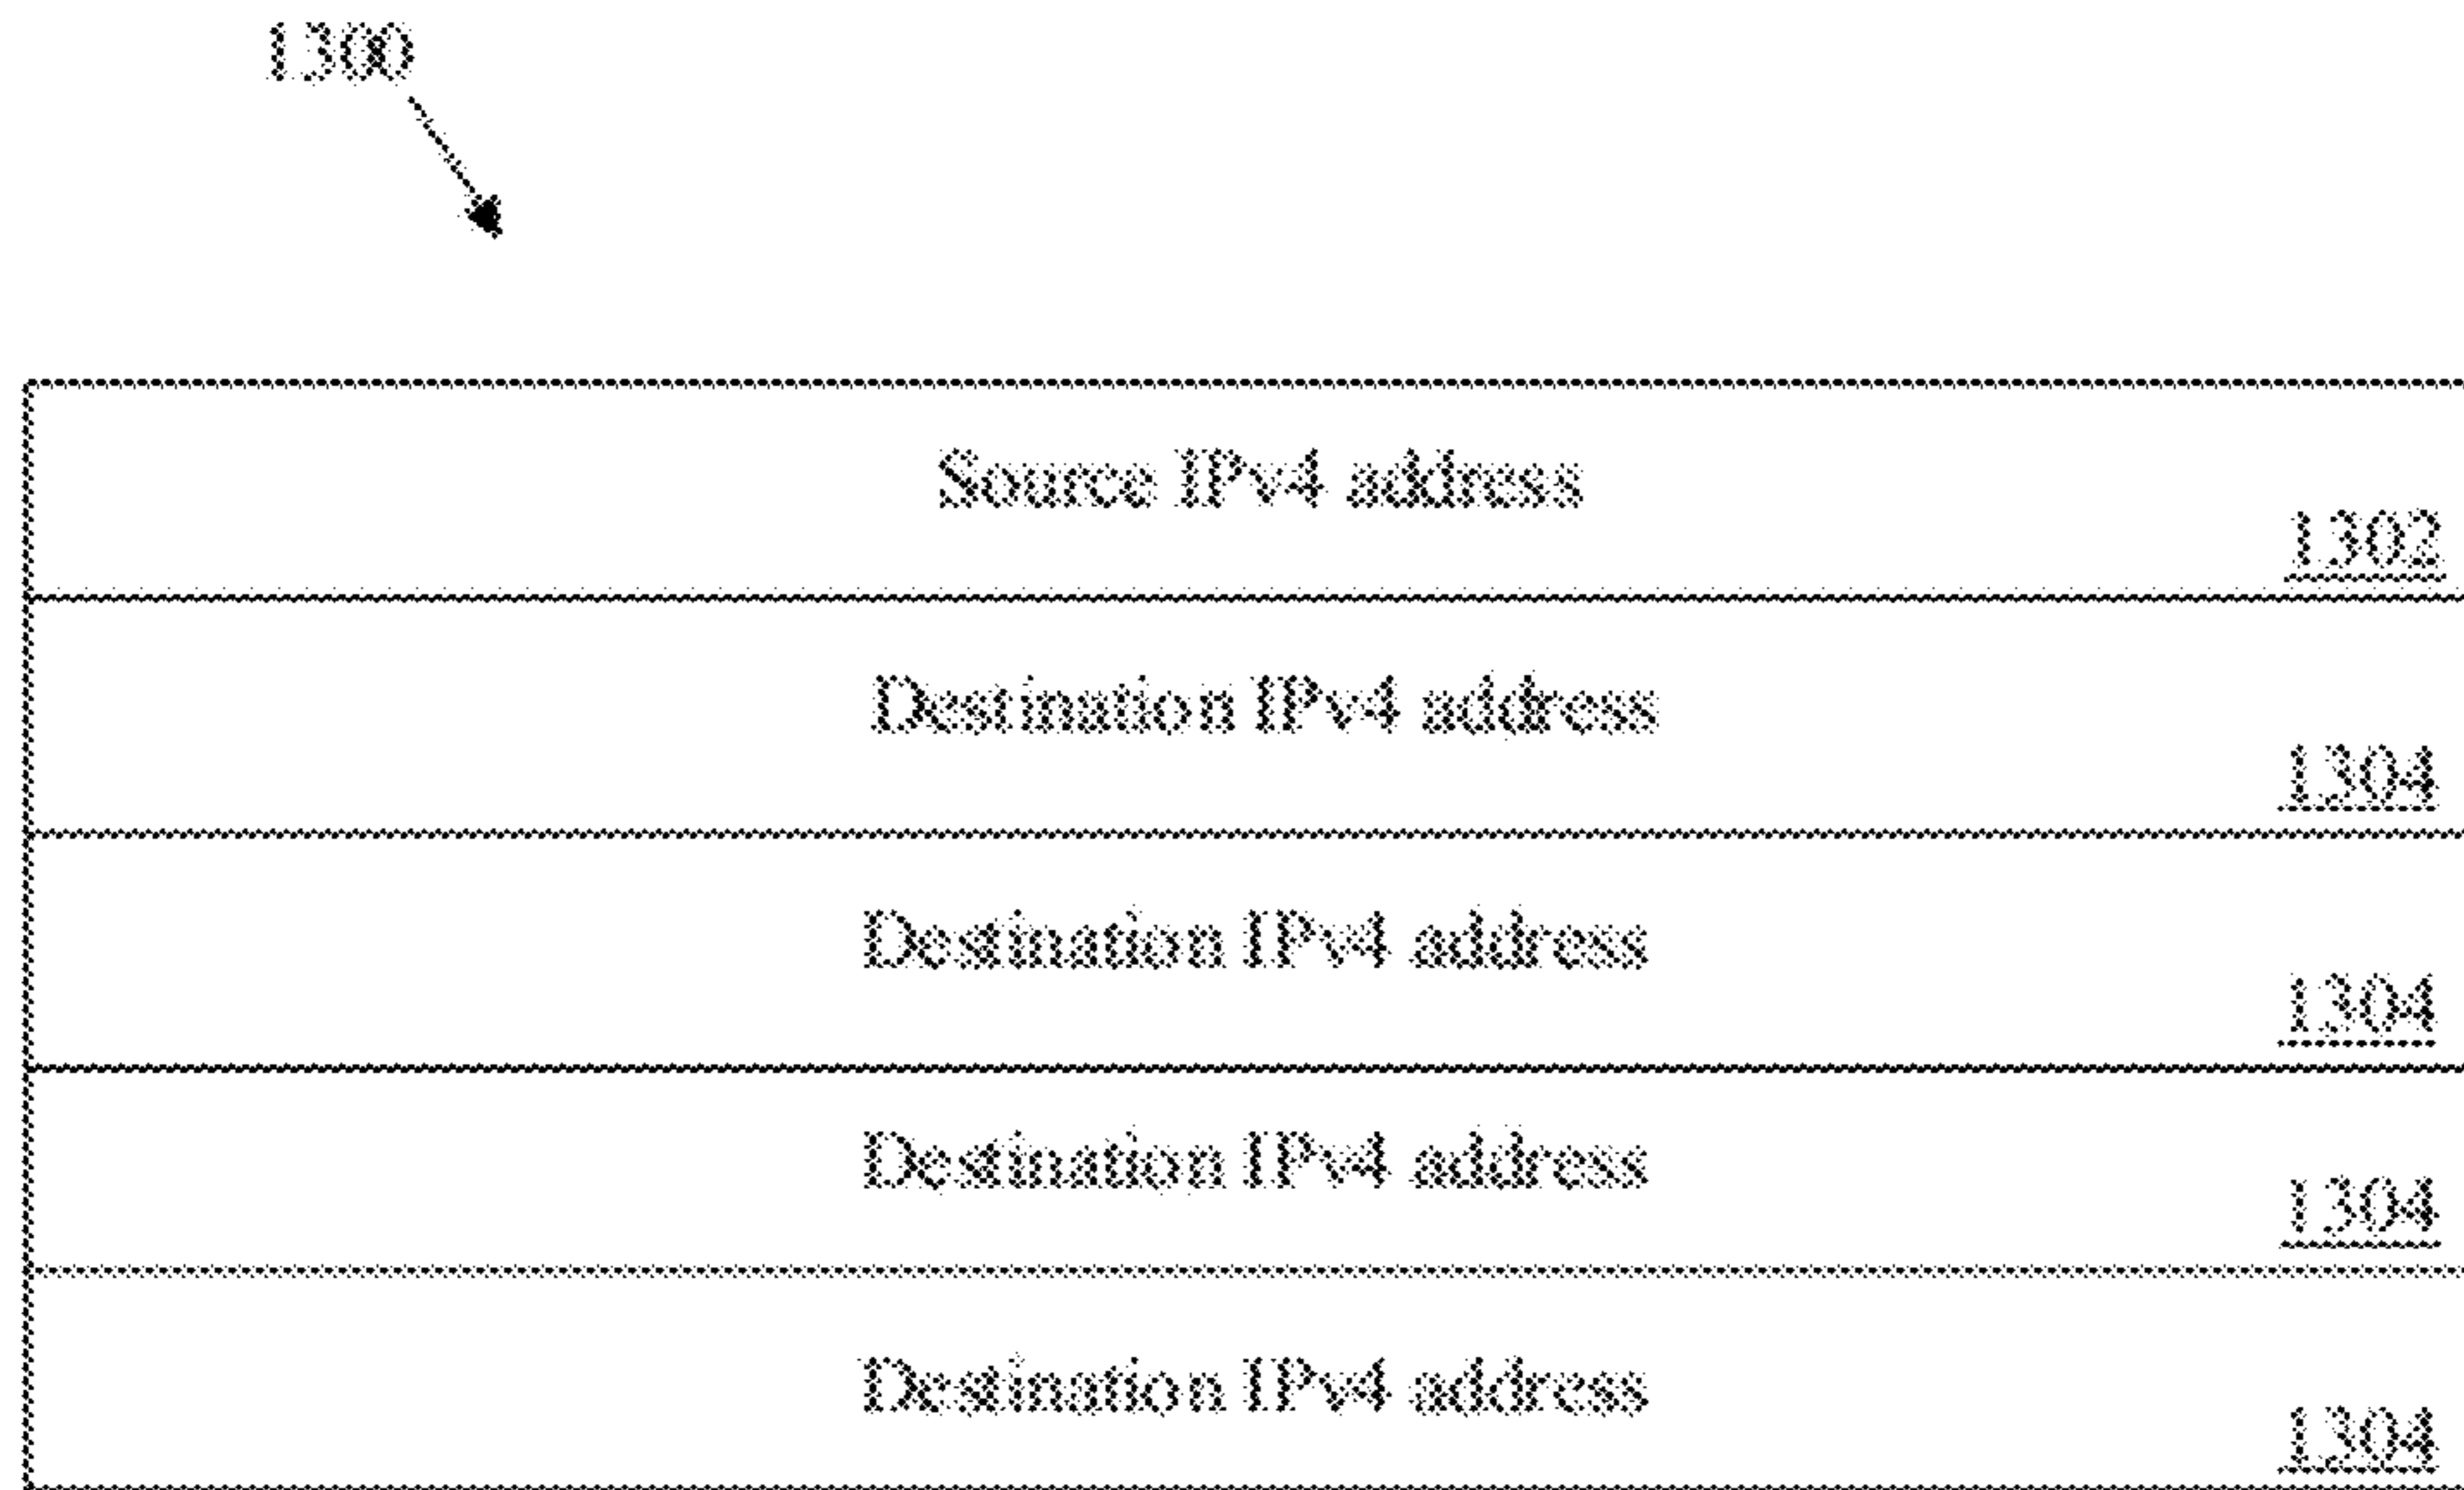 1300
Source IPv4 address
1302
Destination IPv4 address
1304
Destination IPv4 address
1304
Destination IPv4 address
1304
Destination IPv4 address
1304